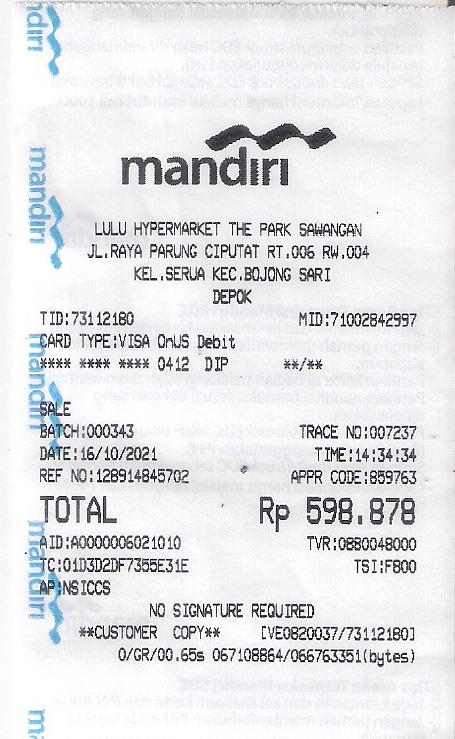 mandiri
LULU HYPERMARKET THE PARK SAWANGAN
JL.RAYA PARUNG CIPUTAT RT.006 RW.004
KEL.SERUA KEC.BOJONG SARI
DEPOK
TID:73112180 MID:71002842997
CARD TYPE:VISA OnUS Debit
**** **** **** 0412 DIP **/**
SALE
BATCH:000343 TRACE NO:007237
DATE:16/10/2021 TIME:14:34:34
REF NO:128914845702 APPR CODE:859763
TOTAL Rp 598.878
AID:A0000006021010 TVR:0880048000
TC:01D3D2DF7355E31E TSI:F800
AP:NSICCS
NO SIGNATURE REQUIRED
**CUSTOMER COPY** [VE0820037/73112180]
0/GR/00.65s 067108864/066763351(bytes)
mandiri
mandiri
mandiri
mandiri